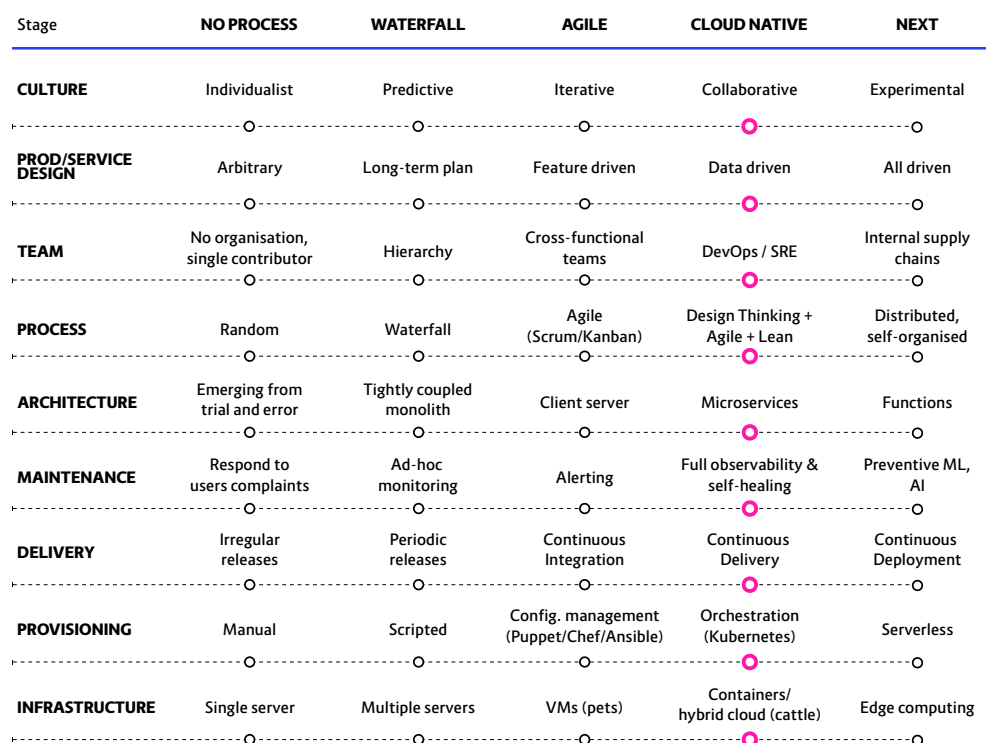 Stage NO PROCESS WATERFALL AGILE CLOUD NATIVE NEXT
CULTURE Individualist Predictive Iterative Collaborative Experimental
PROD/SERVICE
DESIGN Arbitrary Long-term plan Feature driven Data driven All driven
No organisation, Cross-functional Internal supply
TEAM single contributor Hierarchy teams DevOps / SRE chains
Agile Design Thinking + Distributed,
PROCESS Random Waterfall (Scrum/Kanban) Agile + Lean self-organised
Emerging from Tightly coupled
ARCHITECTURE trial and error monolith Client server Microservices Functions
Respond to Ad-hoc Full observability & Preventive ML,
MAINTENANCE users complaints monitoring Alerting self-healing AI
Irregular Periodic Continuous Continuous Continuous
DELIVERY releases releases Integration Delivery Deployment
Config. management Orchestration
PROVISIONING Manual Scripted (Puppet/Chef/Ansible) (Kubernetes) Serverless
Containers/
INFRASTRUCTURE Single server Multiple servers VMs (pets) hybrid cloud (cattle) Edge computing